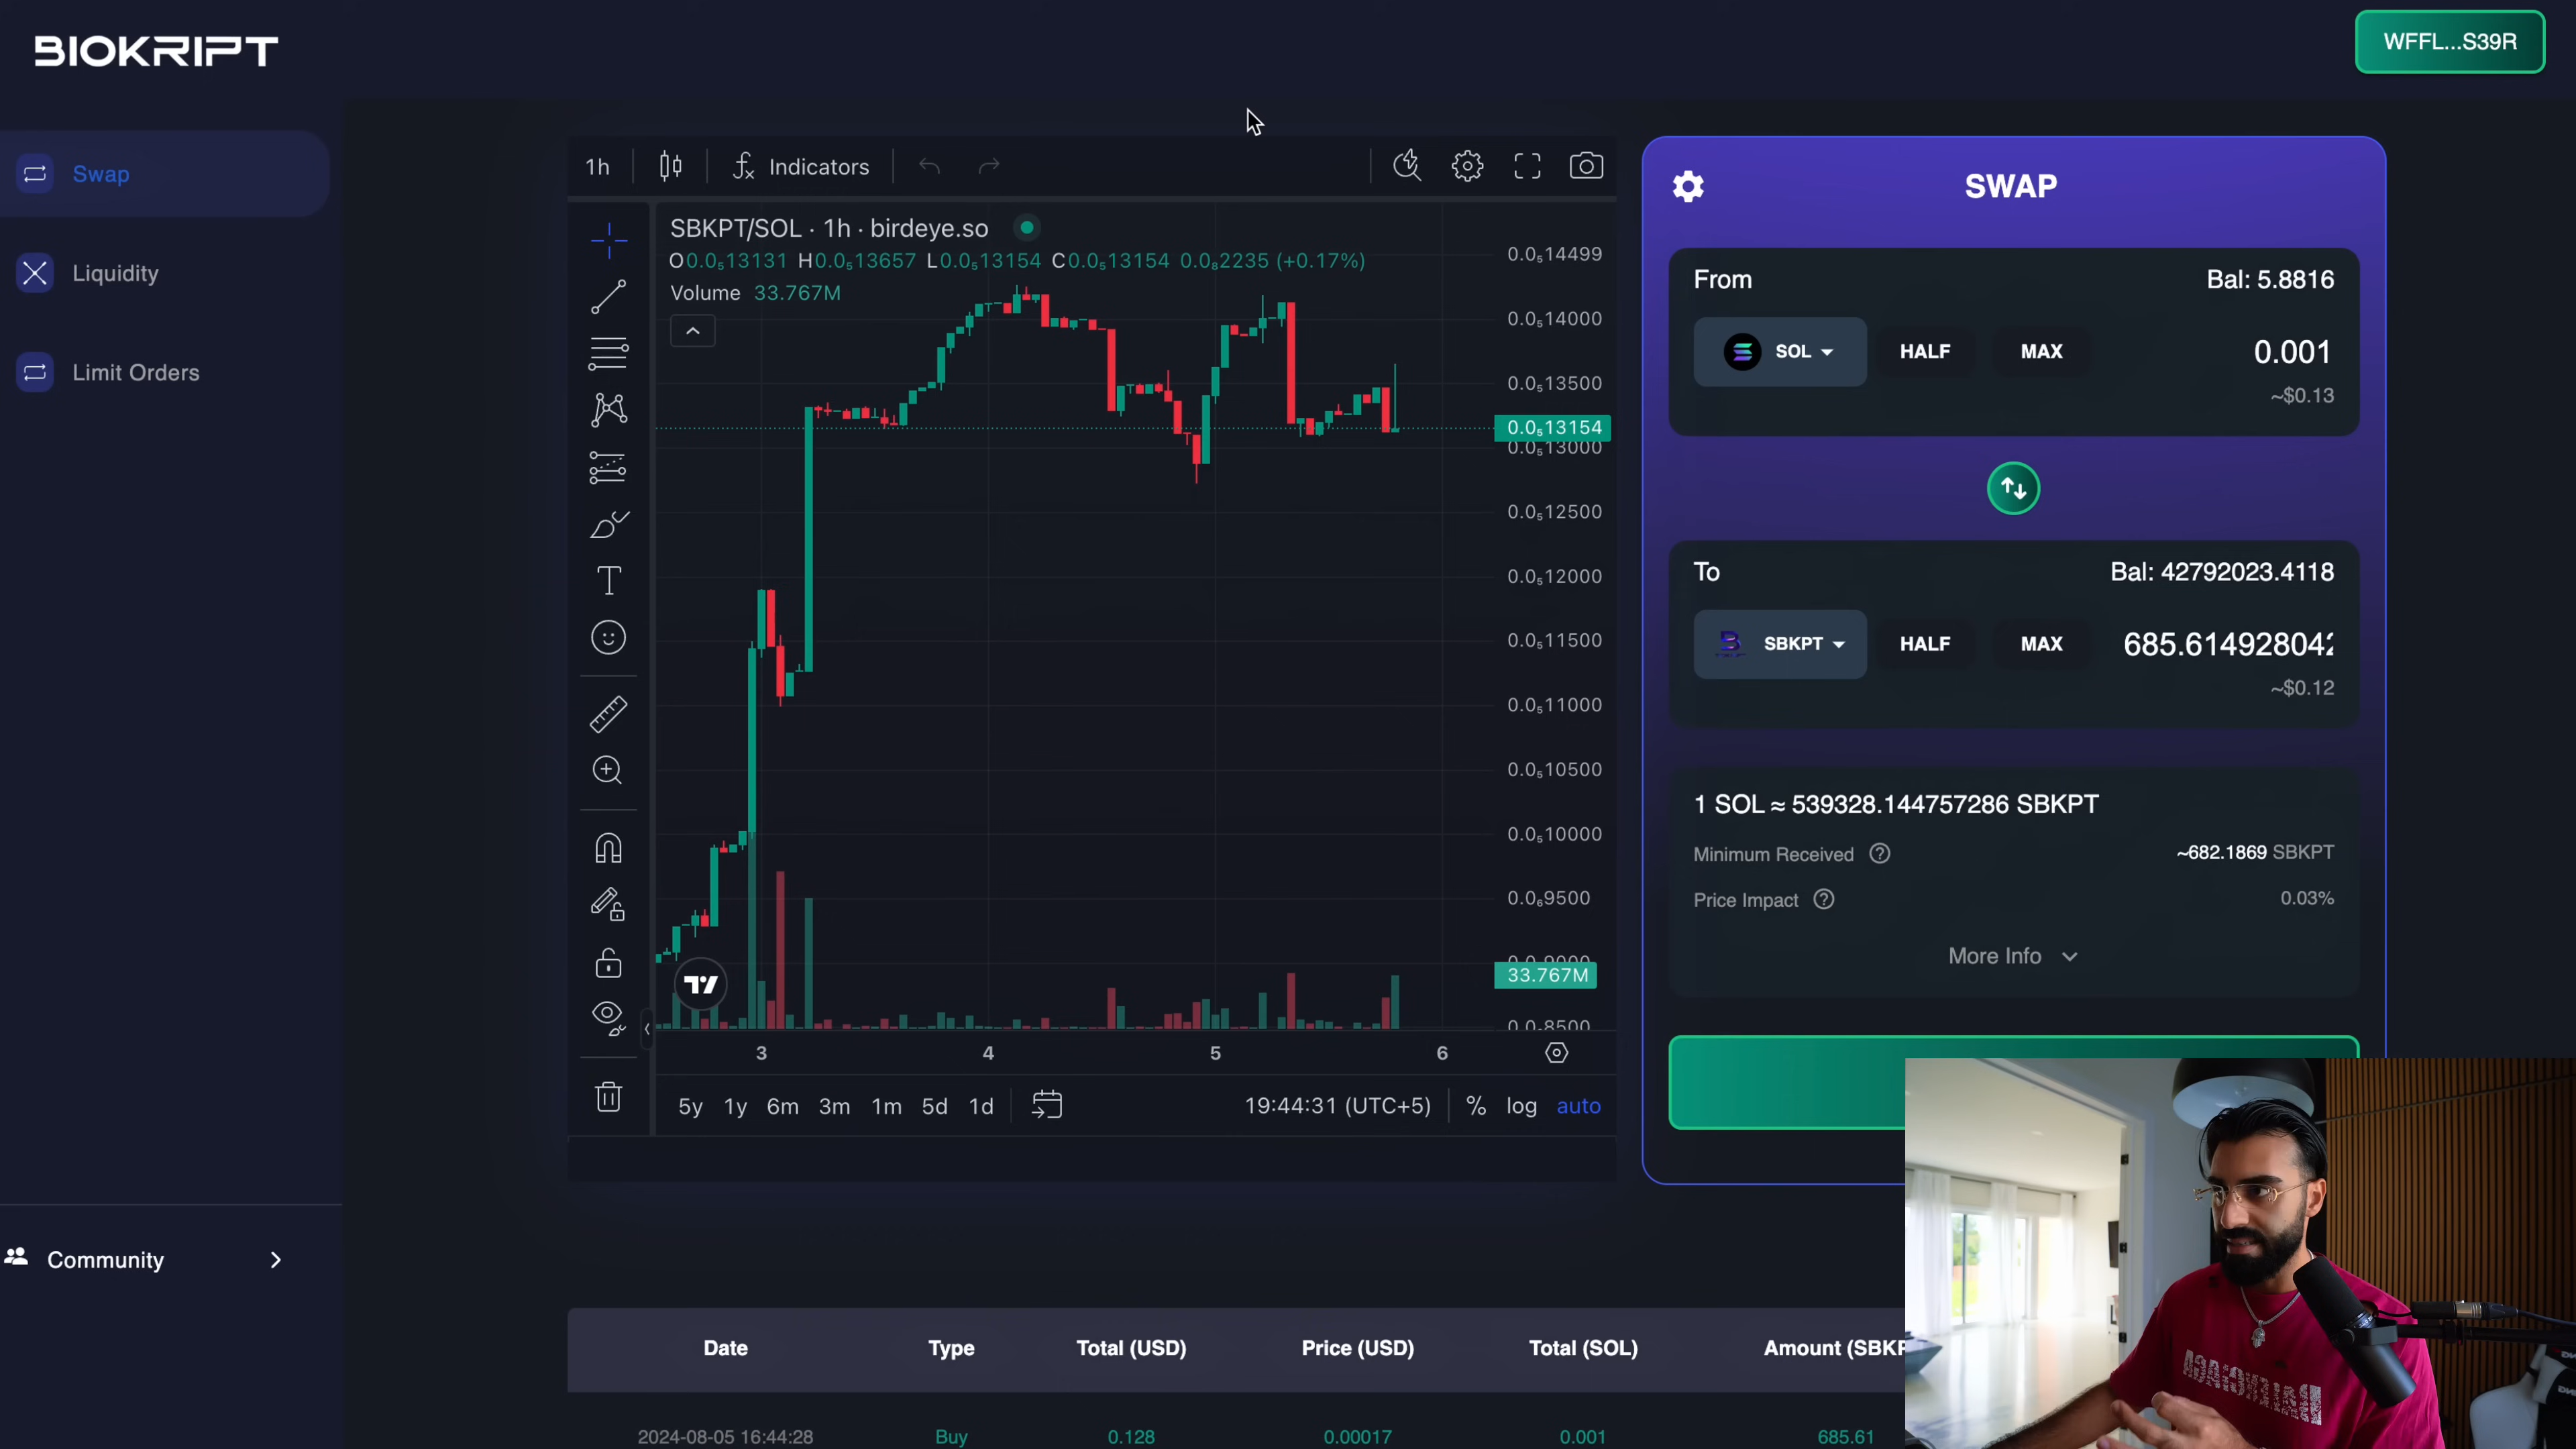 BIOKRIPT
WFFL...S39R
Swap
Liquidity
Limit Orders
Community
1h
Indicators
SBKPT/SOL · 1h · birdeye.so
O0.0₅13131 H0.0₅13657 L0.0₅13154 C0.0₅13154 0.0₈2235 (+0.17%)
Volume 33.767M
0.0₅14499
0.0₅14000
0.0₅13500
0.0₅13154
0.0₅13000
0.0₅12500
0.0₅12000
0.0₅11500
0.0₅11000
0.0₅10500
0.0₅10000
0.0₆9500
33.767M
3 4 5 6
5y 1y 6m 3m 1m 5d 1d
19:44:31 (UTC+5) % log auto
SWAP
From Bal: 5.8816
SOL HALF MAX 0.001
~$0.13
To Bal: 42792023.4118
SBKPT HALF MAX 685.61492804
~$0.12
1 SOL ≈ 539328.144757286 SBKPT
Minimum Received ~682.1869 SBKPT
Price Impact 0.03%
More Info
Date Type Total (USD) Price (USD) Total (SOL) Amount (SBKP
2024-08-05 16:44:28 Buy 0.128 0.00017 0.001 685.61